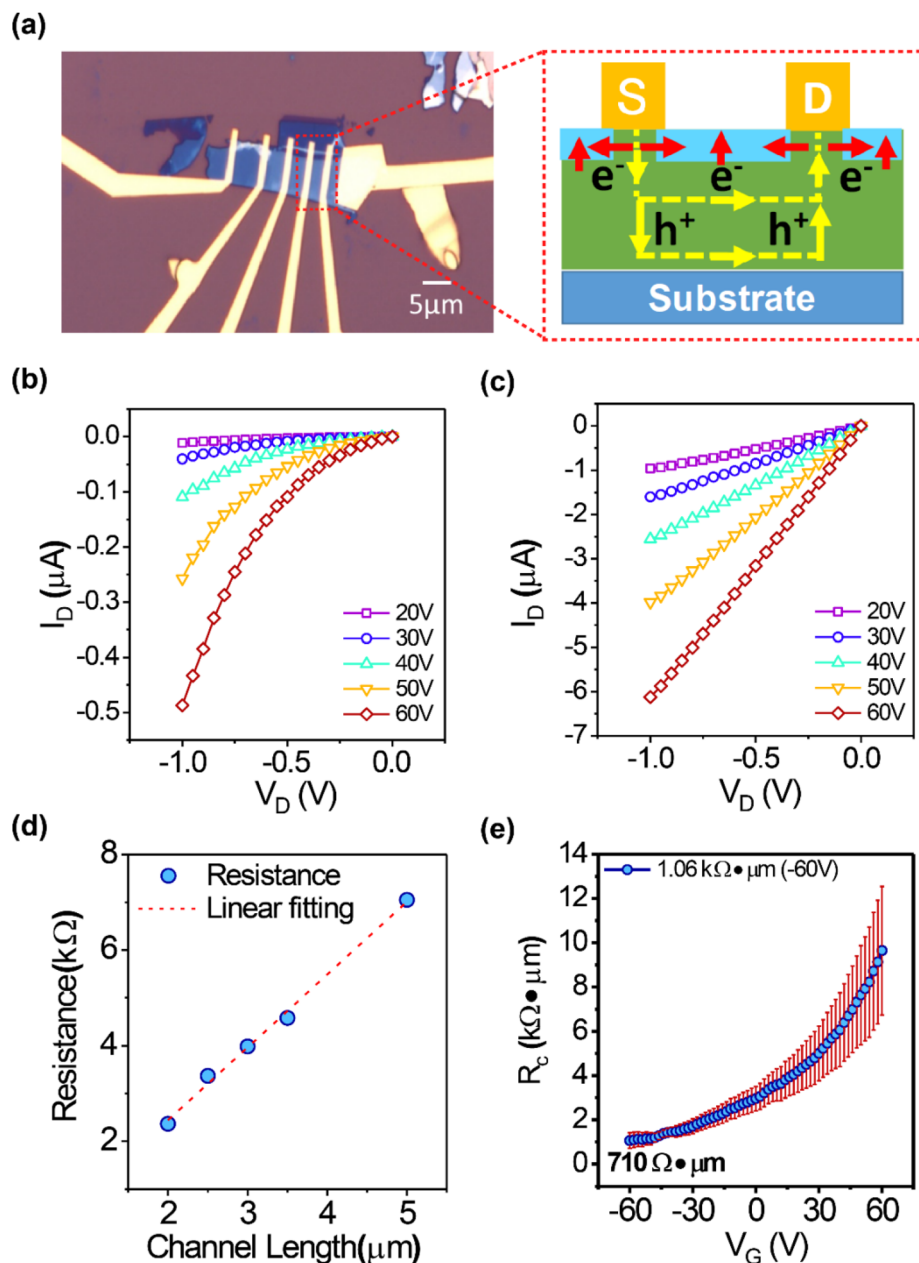 (a)
5μm
S
D
e-
e-
e-
h+
h+
Substrate
(b)
0.0
-0.1
-0.2
-0.3
-0.4
-0.5
I_D (μA)
20V
30V
40V
50V
60V
-1.0
-0.5
0.0
V_D (V)
(c)
0
-1
-2
-3
-4
-5
-6
-7
I_D (μA)
20V
30V
40V
50V
60V
-1.0
-0.5
0.0
V_D (V)
(d)
8
6
4
2
Resistance(kΩ)
Resistance
Linear fitting
2
3
4
5
Channel Length(μm)
(e)
14
12
10
8
6
4
2
0
R_c (kΩ•μm)
1.06 kΩ•μm (-60V)
710 Ω•μm
-60
-30
0
30
60
V_G (V)